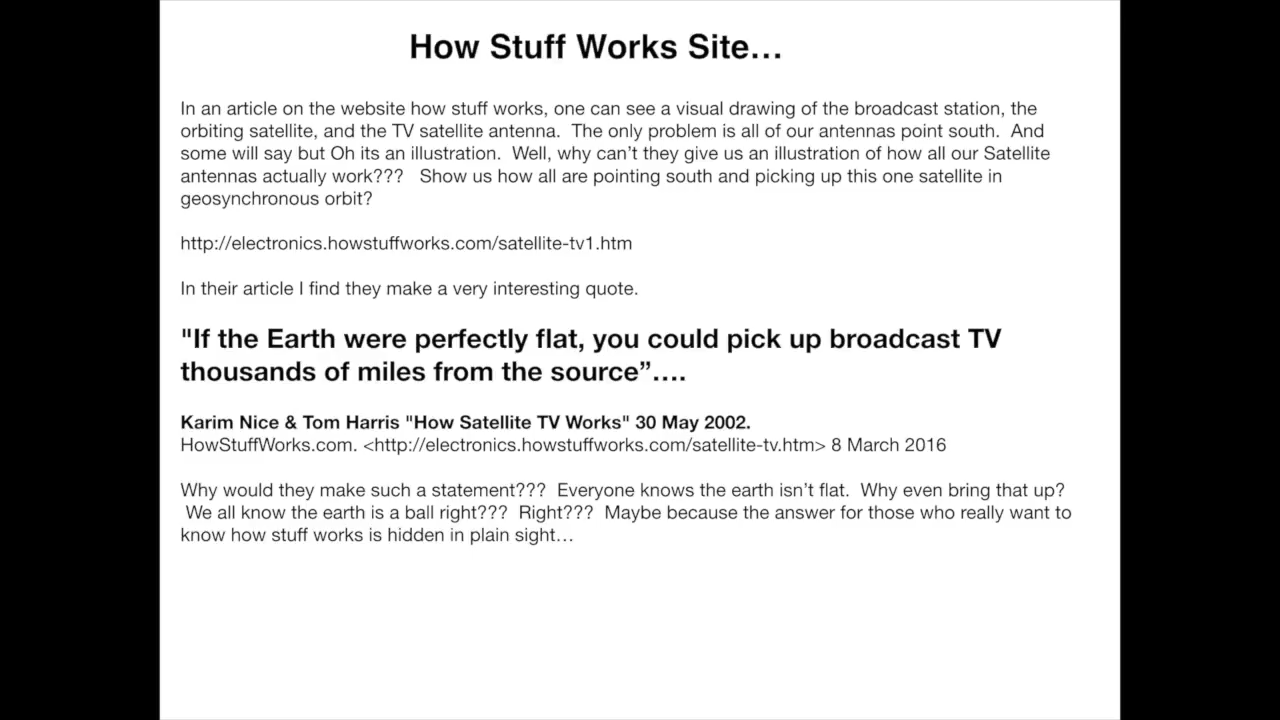 How Stuff Works Site...
In an article on the website how stuff works, one can see a visual drawing of the broadcast station, the
orbiting satellite, and the TV satellite antenna.  The only problem is all of our antennas point south.  And
some will say but Oh its an illustration.  Well, why can't they give us an illustration of how all our Satellite
antennas actually work???   Show us how all are pointing south and picking up this one satellite in
geosynchronous orbit?
http://electronics.howstuffworks.com/satellite-tv1.htm
In their article I find they make a very interesting quote.
"If the Earth were perfectly flat, you could pick up broadcast TV
thousands of miles from the source”....
Karim Nice & Tom Harris "How Satellite TV Works" 30 May 2002.
HowStuffWorks.com. <http://electronics.howstuffworks.com/satellite-tv.htm> 8 March 2016
Why would they make such a statement???  Everyone knows the earth isn't flat.  Why even bring that up?
We all know the earth is a ball right???  Right???  Maybe because the answer for those who really want to
know how stuff works is hidden in plain sight...